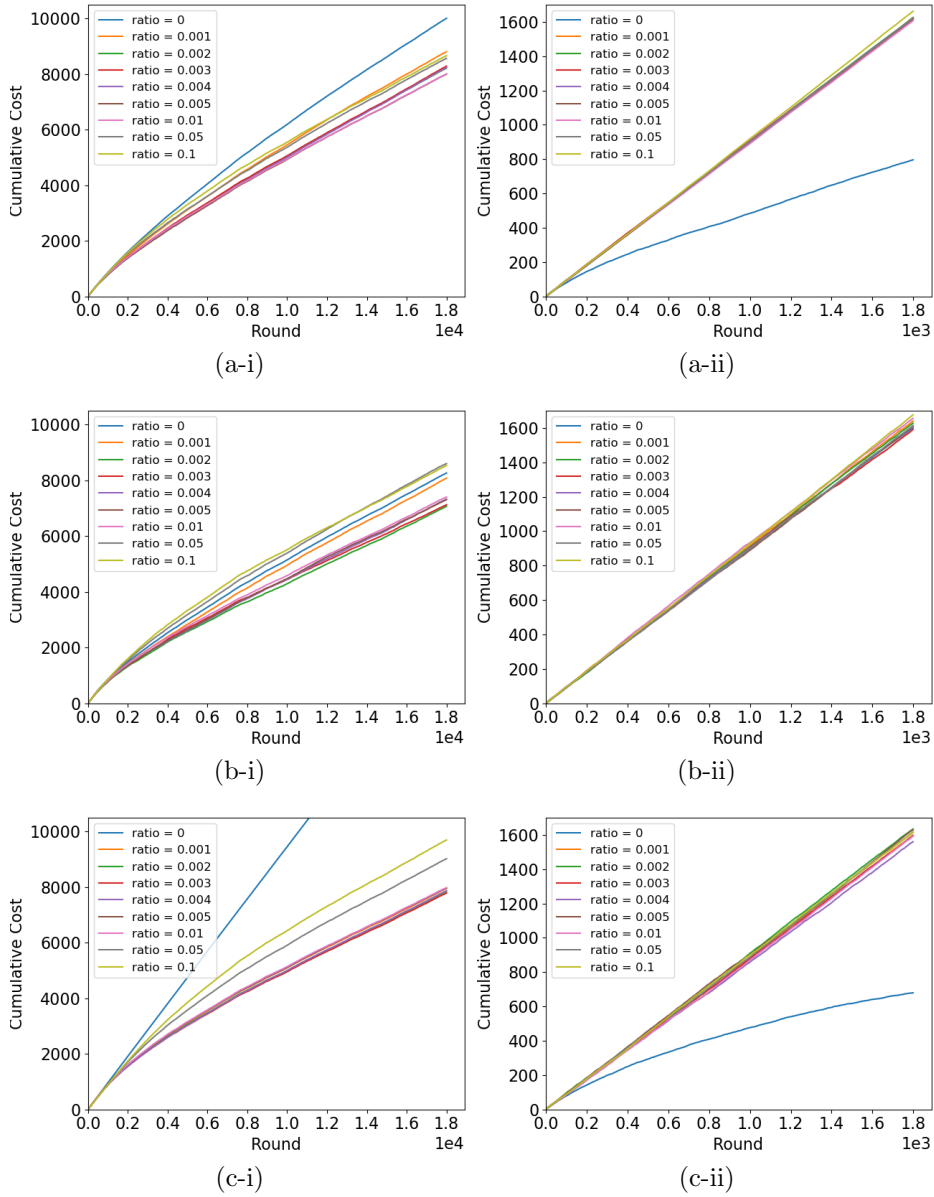 10000
8000
6000
4000
2000
0
Cumulative Cost
ratio = 0
ratio = 0.001
ratio = 0.002
ratio = 0.003
ratio = 0.004
ratio = 0.005
ratio = 0.01
ratio = 0.05
ratio = 0.1
0.0 0.2 0.4 0.6 0.8 1.0 1.2 1.4 1.6 1.8
1e4
Round
(a-i)
1600
1400
1200
1000
800
600
400
200
0
Cumulative Cost
ratio = 0
ratio = 0.001
ratio = 0.002
ratio = 0.003
ratio = 0.004
ratio = 0.005
ratio = 0.01
ratio = 0.05
ratio = 0.1
0.0 0.2 0.4 0.6 0.8 1.0 1.2 1.4 1.6 1.8
1e3
Round
(a-ii)
10000
8000
6000
4000
2000
0
Cumulative Cost
ratio = 0
ratio = 0.001
ratio = 0.002
ratio = 0.003
ratio = 0.004
ratio = 0.005
ratio = 0.01
ratio = 0.05
ratio = 0.1
0.0 0.2 0.4 0.6 0.8 1.0 1.2 1.4 1.6 1.8
1e4
Round
(b-i)
1600
1400
1200
1000
800
600
400
200
0
Cumulative Cost
ratio = 0
ratio = 0.001
ratio = 0.002
ratio = 0.003
ratio = 0.004
ratio = 0.005
ratio = 0.01
ratio = 0.05
ratio = 0.1
0.0 0.2 0.4 0.6 0.8 1.0 1.2 1.4 1.6 1.8
1e3
Round
(b-ii)
10000
8000
6000
4000
2000
0
Cumulative Cost
ratio = 0
ratio = 0.001
ratio = 0.002
ratio = 0.003
ratio = 0.004
ratio = 0.005
ratio = 0.01
ratio = 0.05
ratio = 0.1
0.0 0.2 0.4 0.6 0.8 1.0 1.2 1.4 1.6 1.8
1e4
Round
(c-i)
1600
1400
1200
1000
800
600
400
200
0
Cumulative Cost
ratio = 0
ratio = 0.001
ratio = 0.002
ratio = 0.003
ratio = 0.004
ratio = 0.005
ratio = 0.01
ratio = 0.05
ratio = 0.1
0.0 0.2 0.4 0.6 0.8 1.0 1.2 1.4 1.6 1.8
1e3
Round
(c-ii)